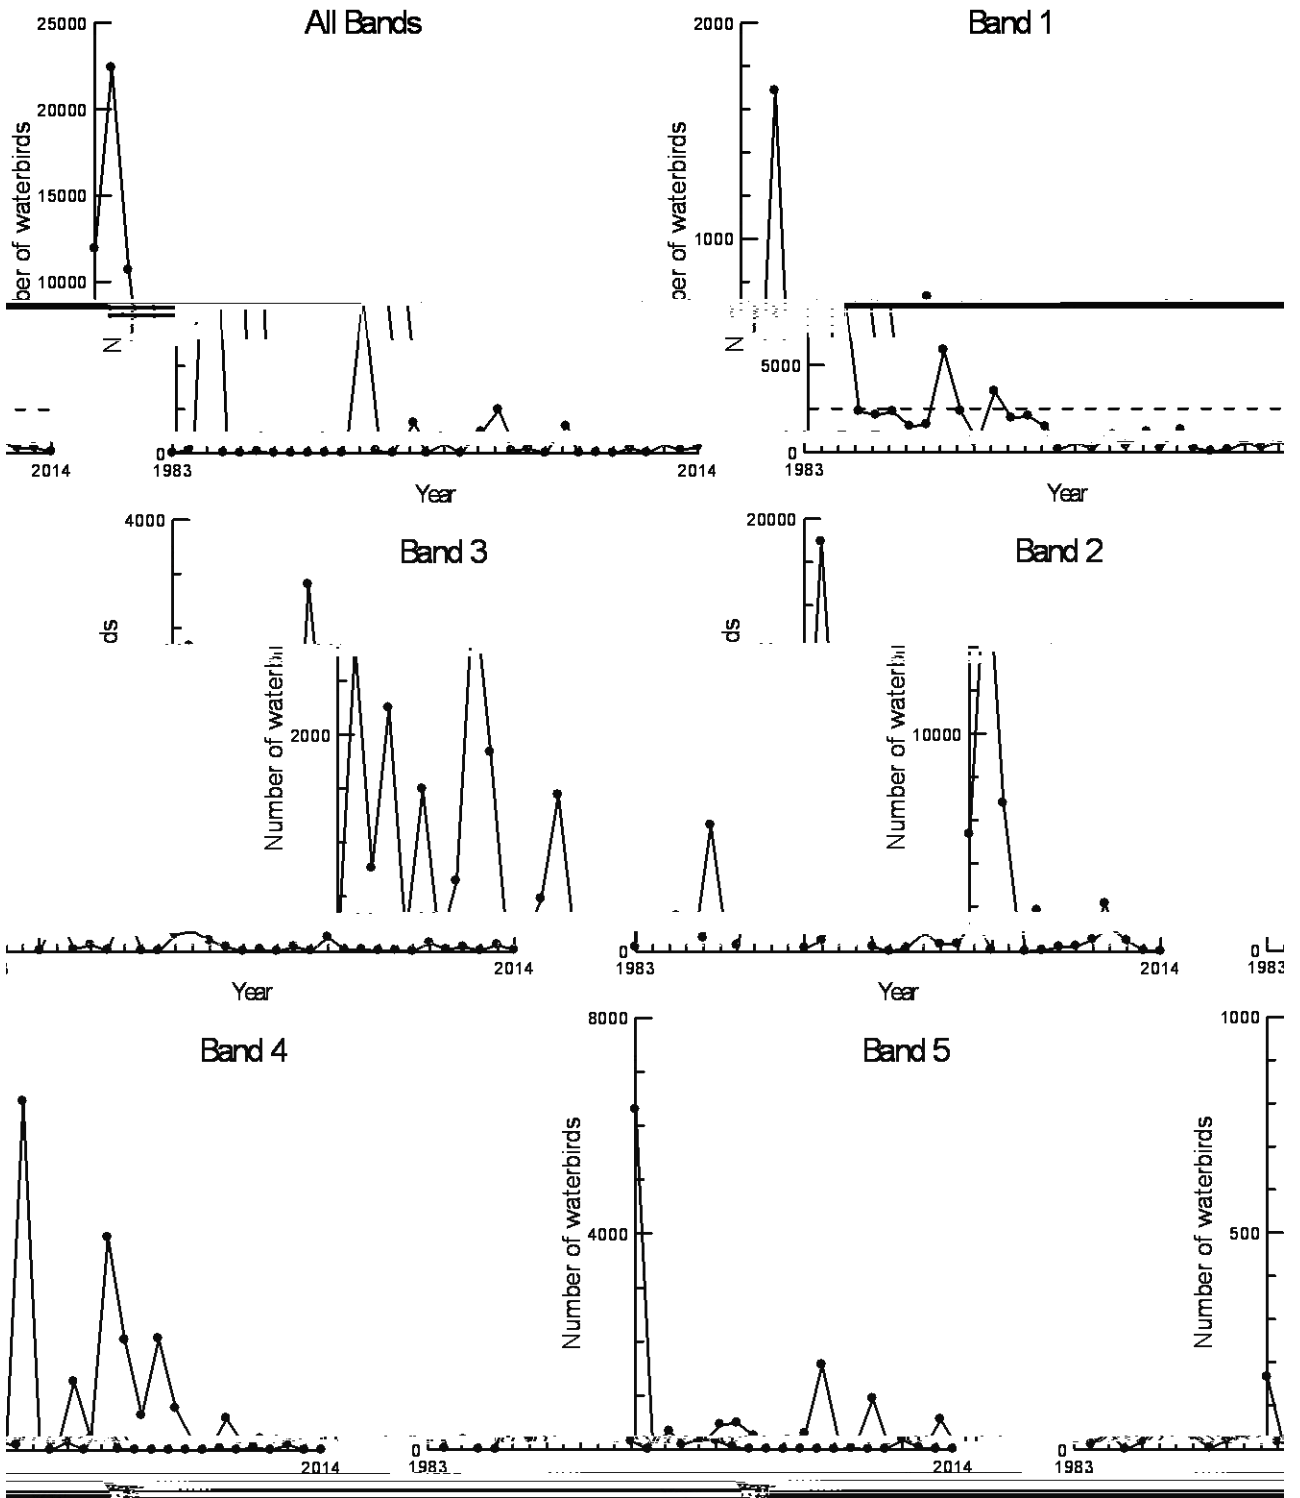 25000
All Bands
2000
Band 1
20000
15000
10000
ber of waterbirds
1000
ber of waterbirds
N
N
5000
0
0
2014
1983
2014
1983
Year
Year
4000
Band 3
20000
Band 2
ds
ds
Number of waterbi
2000
Number of waterbi
10000
0
0
2014
1983
2014
1983
Year
Year
Band 4
8000
Band 5
1000
Number of waterbirds
4000
Number of waterbirds
500
0
0
2014
1983
2014
1983